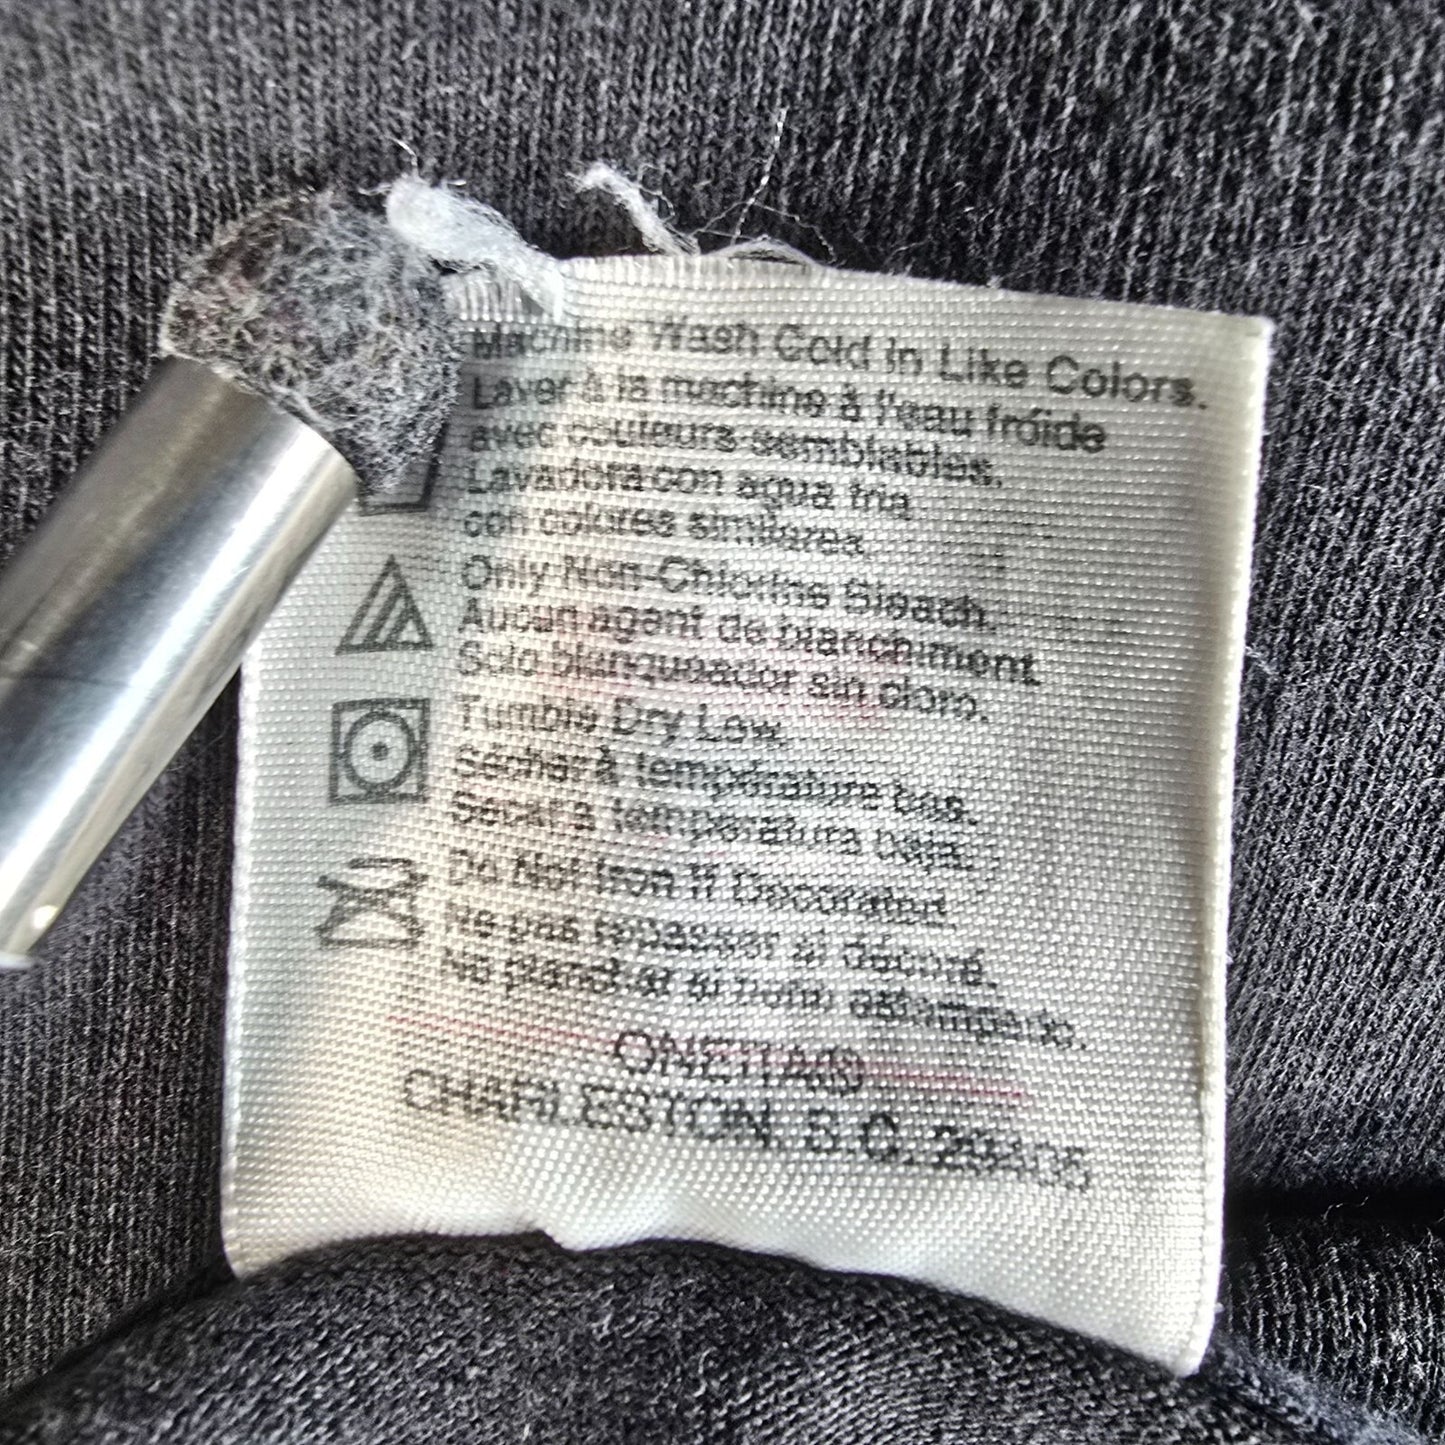 Machine Wash Cold in Like Colors.
Laver à la machine à l'eau fróide
avec couleurs semblables.
Lavadora con agua fria
con colores similares.
Only Non-Chlorine Bleach.
Aucun agent de blanchiment.
Solo blanqueador sin cloro.
Tumble Dry Low.
Sécher à température bas.
Secar a temperatura baja.
Do Not Iron If Decorated.
Ne pas repasser si décoré.
No planchar si estampado.
ONEITA®
CHARLESTON, S.C. 29405